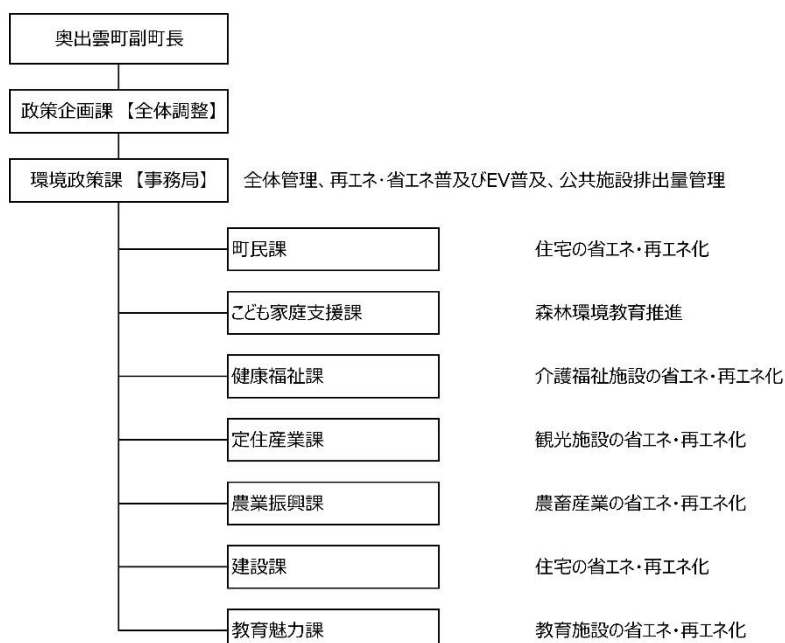 奥出雲町副町長
政策企画課 【全体調整】
環境政策課 【事務局】 全体管理、再エネ・省エネ普及びEV普及、公共施設排出量管理
町民課 住宅の省エネ・再エネ化
こども家庭支援課 森林環境教育推進
健康福祉課 介護福祉施設の省エネ・再エネ化
定住産業課 観光施設の省エネ・再エネ化
農業振興課 農畜産業の省エネ・再エネ化
建設課 住宅の省エネ・再エネ化
教育魅力課 教育施設の省エネ・再エネ化